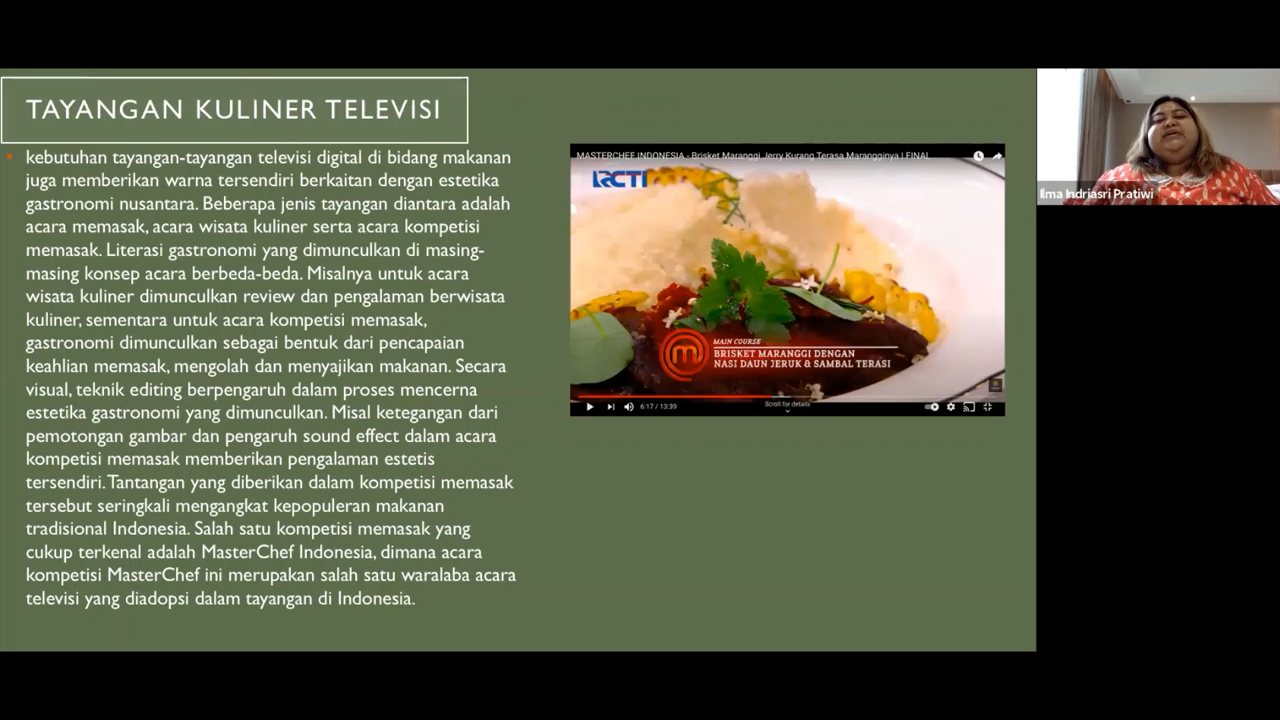 TAYANGAN KULINER TELEVISI
• kebutuhan tayangan-tayangan televisi digital di bidang makanan
juga memberikan warna tersendiri berkaitan dengan estetika
gastronomi nusantara. Beberapa jenis tayangan diantara adalah
acara memasak, acara wisata kuliner serta acara kompetisi
memasak. Literasi gastronomi yang dimunculkan di masing-
masing konsep acara berbeda-beda. Misalnya untuk acara
wisata kuliner dimunculkan review dan pengalaman berwisata
kuliner, sementara untuk acara kompetisi memasak,
gastronomi dimunculkan sebagai bentuk dari pencapaian
keahlian memasak, mengolah dan menyajikan makanan. Secara
visual, teknik editing berpengaruh dalam proses mencerna
estetika gastronomi yang dimunculkan. Misal ketegangan dari
pemotongan gambar dan pengaruh sound effect dalam acara
kompetisi memasak memberikan pengalaman estetis
tersendiri. Tantangan yang diberikan dalam kompetisi memasak
tersebut seringkali mengangkat kepopuleran makanan
tradisional Indonesia. Salah satu kompetisi memasak yang
cukup terkenal adalah MasterChef Indonesia, dimana acara
kompetisi MasterChef ini merupakan salah satu waralaba acara
televisi yang diadopsi dalam tayangan di Indonesia.
MASTERCHEF INDONESIA - Brisket Maranggi Jerry Kurang Terasa Marangginya | FINAL
RCTI
MAIN COURSE
BRISKET MARANGGI DENGAN
NASI DAUN JERUK & SAMBAL TERASI
6:17 / 13:39
Scroll for details
Ilma Indriasri Pratiwi